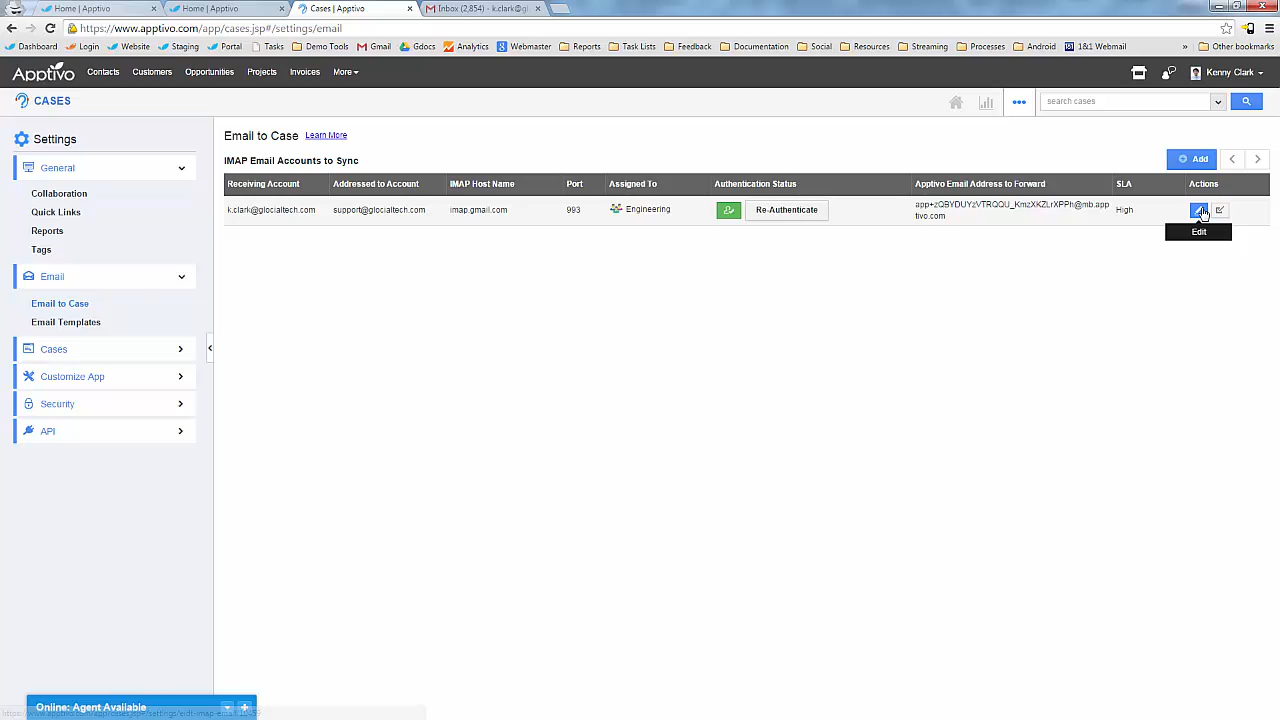 Home | Apptivo
Home | Apptivo
Cases | Apptivo
Inbox (2,854) - k.clark@gl
https://www.apptivo.com/app/cases.jsp#/settings/email
Dashboard
Login
Website
Staging
Portal
Tasks
Demo Tools
Gmail
Gdocs
Analytics
Webmaster
Reports
Task Lists
Feedback
Documentation
Social
Resources
Streaming
Processes
Android
1&1 Webmail
»
Other bookmarks
Apptivo
Contacts
Customers
Opportunities
Projects
Invoices
More
Kenny Clark
CASES
search cases
Settings
General
Collaboration
Quick Links
Reports
Tags
Email
Email to Case
Email Templates
Cases
Customize App
Security
API
Email to Case Learn More
IMAP Email Accounts to Sync
Add
Receiving Account Addressed to Account IMAP Host Name Port Assigned To Authentication Status Apptivo Email Address to Forward SLA Actions
k.clark@glocialtech.com support@glocialtech.com imap.gmail.com 993 Engineering Re-Authenticate
app+zQBYDUYzVTRQQU_KmzXKZLrXPPh@mb.app
tivo.com
High
Edit
Online: Agent Available